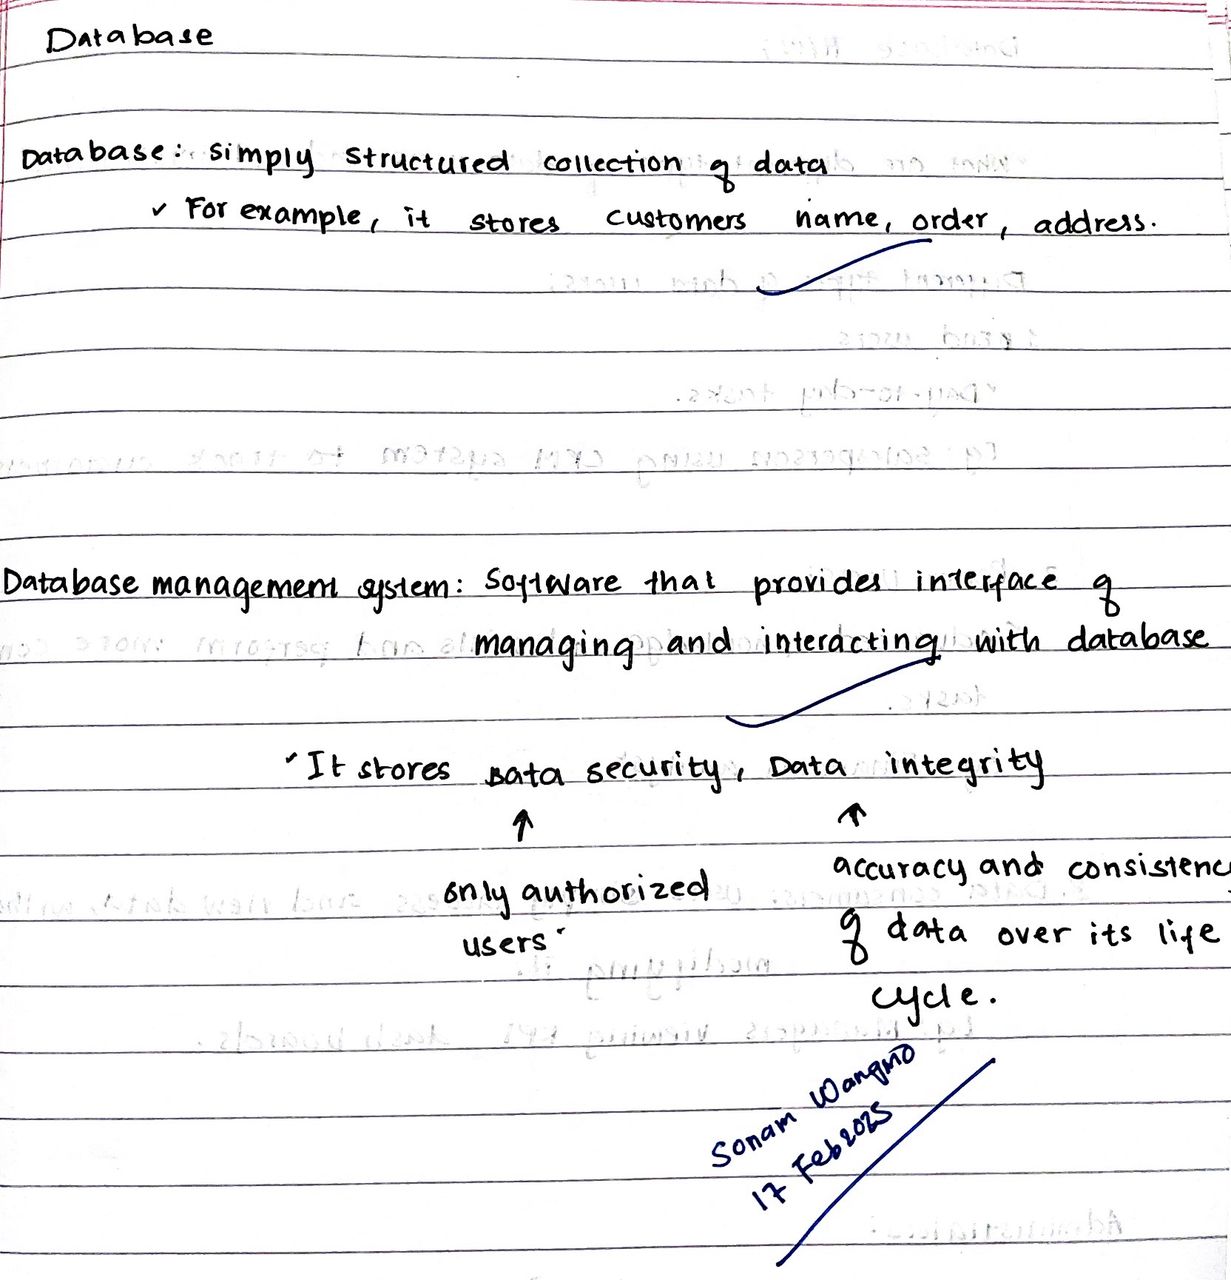 Database
Database: simply structured collection of data
✓ For example, it stores customers name, order, address.
Database management system: Software that provides interface of
managing and interacting with database
It stores Data security, Data integrity
↑ ↑
only authorized
users
accuracy and consistenc
of data over its life
cycle.
Sonam Wangmo
17 Feb 2025